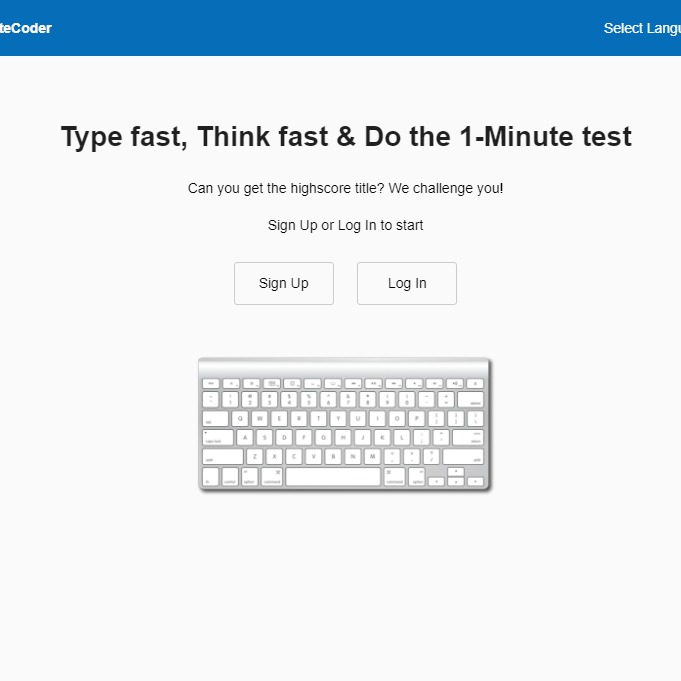 teCoder
Select Langu
Type fast, Think fast & Do the 1-Minute test
Can you get the highscore title? We challenge you!
Sign Up or Log In to start
Sign Up
Log In
Q W E R T Y U I O P
A S D F G H J K L
Z X C V B N M